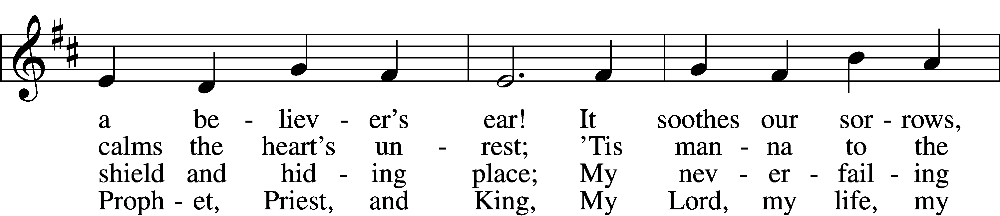 a be - liev - er’s ear! It soothes our sor - rows,
calms the heart’s un - rest; ’Tis man - na to the
shield and hid - ing place; My nev - er - fail - ing
Proph - et, Priest, and King, My Lord, my life, my